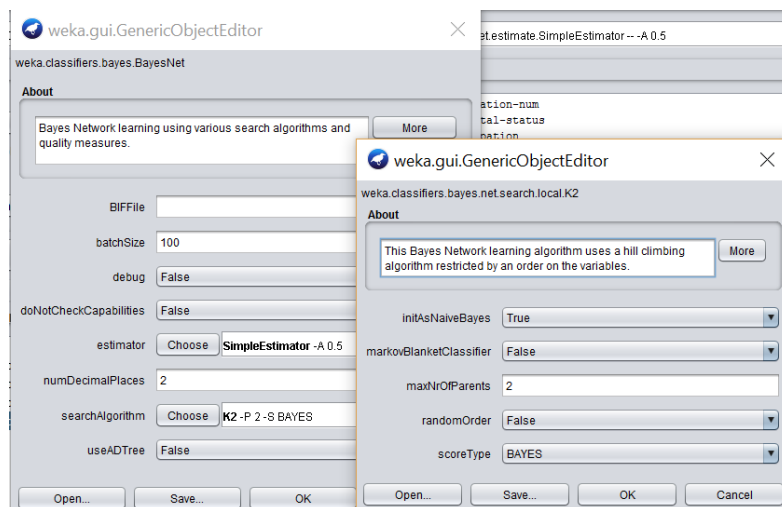 weka.gui.GenericObjectEditor
weka.classifiers.bayes.BayesNet
About
Bayes Network learning using various search algorithms and
quality measures.
More
BIFFile
batchSize 100
debug False
doNotCheckCapabilities False
estimator Choose SimpleEstimator -A 0.5
numDecimalPlaces 2
searchAlgorithm Choose K2 -P 2 -S BAYES
useADTree False
Open... Save... OK
et.estimate.SimpleEstimator -- -A 0.5
ation-num
tal-status
weka.gui.GenericObjectEditor
weka.classifiers.bayes.net.search.local.K2
About
This Bayes Network learning algorithm uses a hill climbing
algorithm restricted by an order on the variables.
More
initAsNaiveBayes True
markovBlanketClassifier False
maxNrOfParents 2
randomOrder False
scoreType BAYES
Open... Save... OK Cancel